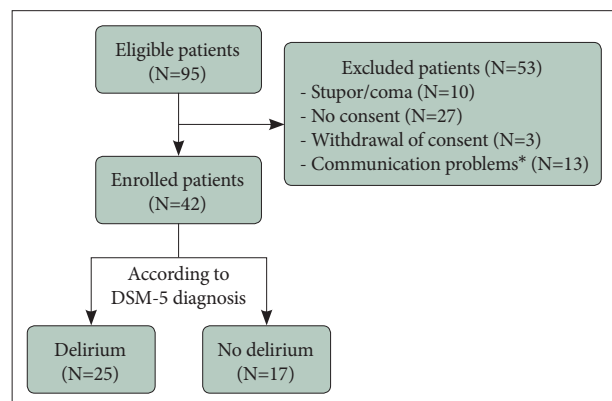 Eligible patients
(N=95)
Excluded patients (N=53)
- Stupor/coma (N=10)
- No consent (N=27)
- Withdrawal of consent (N=3)
- Communication problems* (N=13)
Enrolled patients
(N=42)
According to
DSM-5 diagnosis
Delirium
(N=25)
No delirium
(N=17)